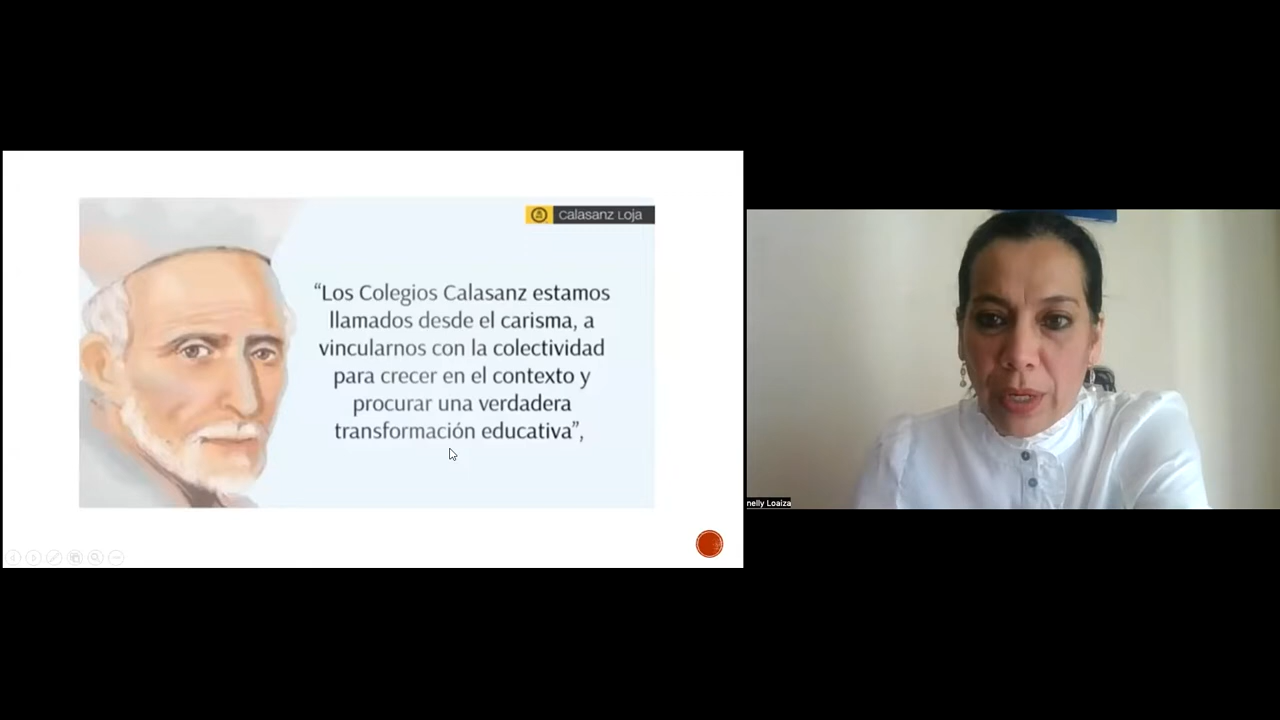 Calasanz Loja
“Los Colegios Calasanz estamos
llamados desde el carisma, a
vincularnos con la colectividad
para crecer en el contexto y
procurar una verdadera
transformación educativa”,
nelly Loaiza